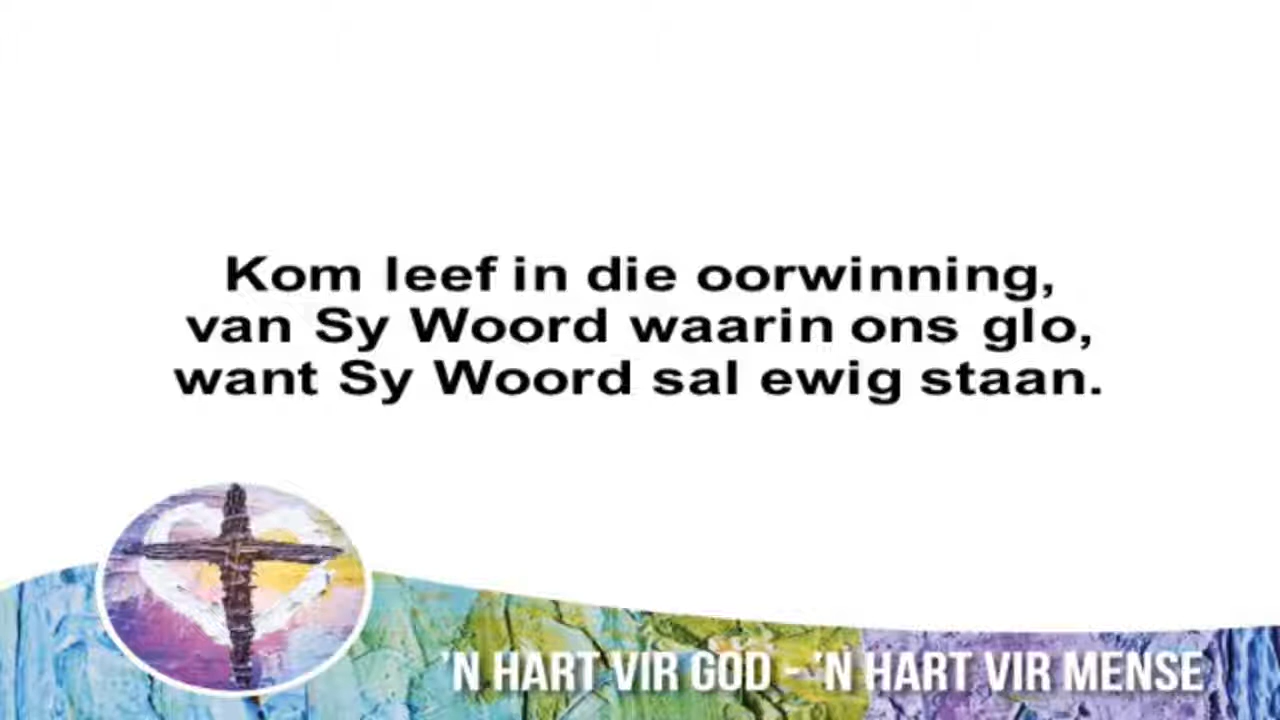 Kom leef in die oorwinning,
van Sy Woord waarin ons glo,
want Sy Woord sal ewig staan.
'N HART VIR GOD - 'N HART VIR MENSE